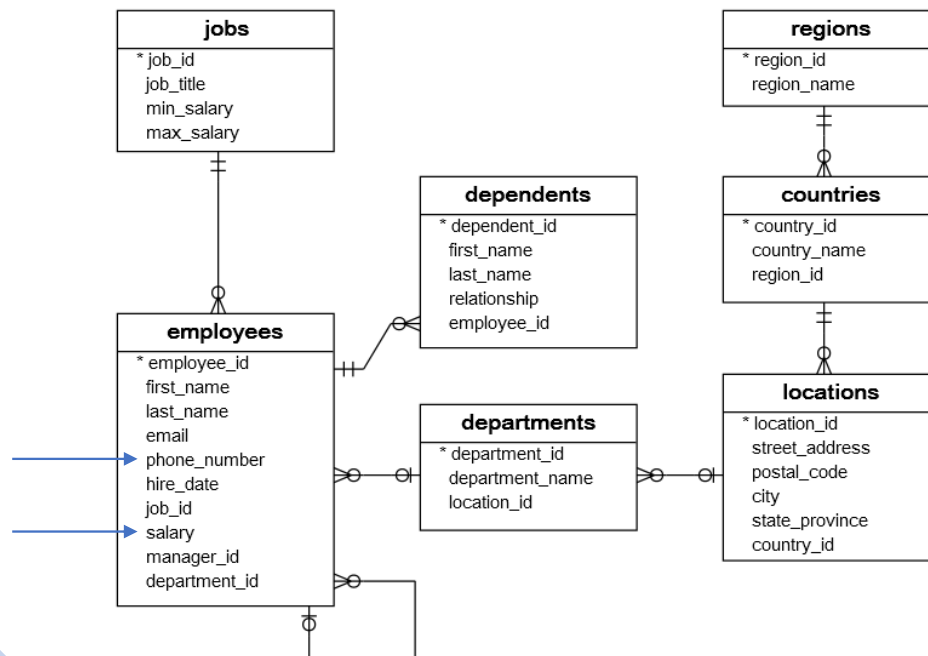 jobs
* job_id
job_title
min_salary
max_salary
regions
* region_id
region_name
dependents
* dependent_id
first_name
last_name
relationship
employee_id
countries
* country_id
country_name
region_id
employees
* employee_id
first_name
last_name
email
phone_number
hire_date
job_id
salary
manager_id
department_id
departments
* department_id
department_name
location_id
locations
* location_id
street_address
postal_code
city
state_province
country_id